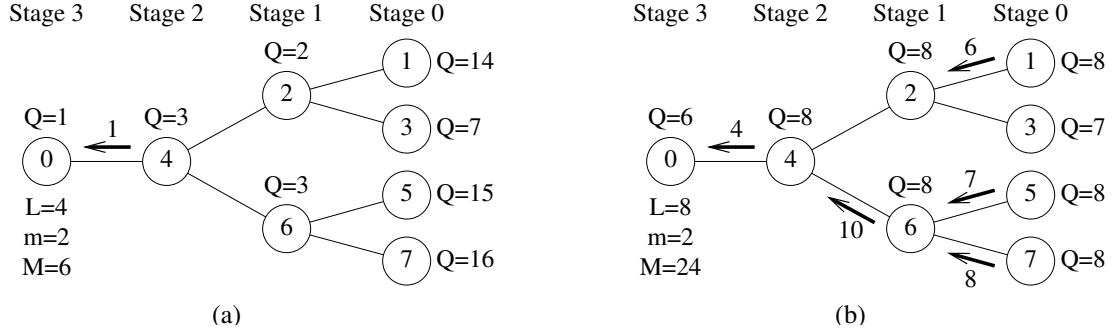 Stage 3 Stage 2 Stage 1 Stage 0
Q=2
1 Q=14
2
Q=1 1 Q=3
3 Q=7
0 4
Q=3
5 Q=15
L=4
6
m=2
7 Q=16
M=6
(a)
Stage 3 Stage 2 Stage 1 Stage 0
Q=8 6
1 Q=8
2
Q=6 4 Q=8
3 Q=7
0 4
Q=8 7
5 Q=8
L=8
6
10
m=2
7 Q=8
M=24
8
(b)